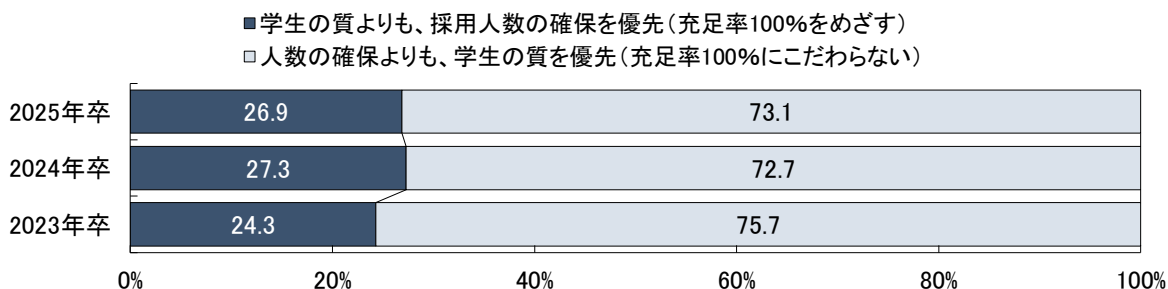 ■学生の質よりも、採用人数の確保を優先(充足率100%をめざす)
□人数の確保よりも、学生の質を優先(充足率100%にこだわらない)
2025年卒 26.9 73.1
2024年卒 27.3 72.7
2023年卒 24.3 75.7
0% 20% 40% 60% 80% 100%